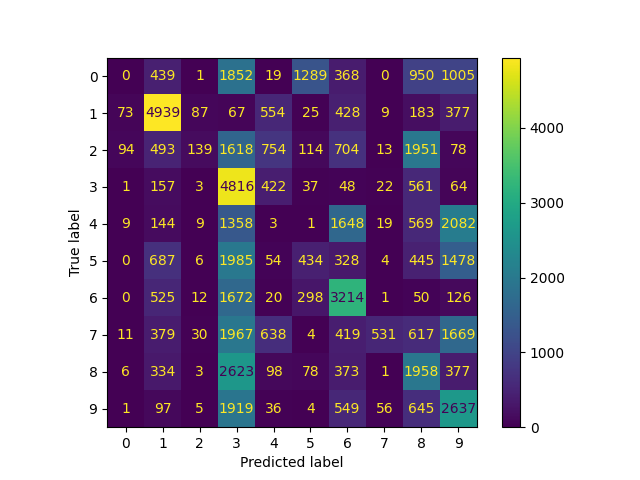 0 0 439 1 1852 19 1289 368 0 950 1005
1 73 4939 87 67 554 25 428 9 183 377
2 94 493 139 1618 754 114 704 13 1951 78
3 1 157 3 4816 422 37 48 22 561 64
4 9 144 9 1358 3 1 1648 19 569 2082
5 0 687 6 1985 54 434 328 4 445 1478
6 0 525 12 1672 20 298 3214 1 50 126
7 11 379 30 1967 638 4 419 531 617 1669
8 6 334 3 2623 98 78 373 1 1958 377
9 1 97 5 1919 36 4 549 56 645 2637
0 1 2 3 4 5 6 7 8 9
Predicted label
True label
4000
3000
2000
1000
0